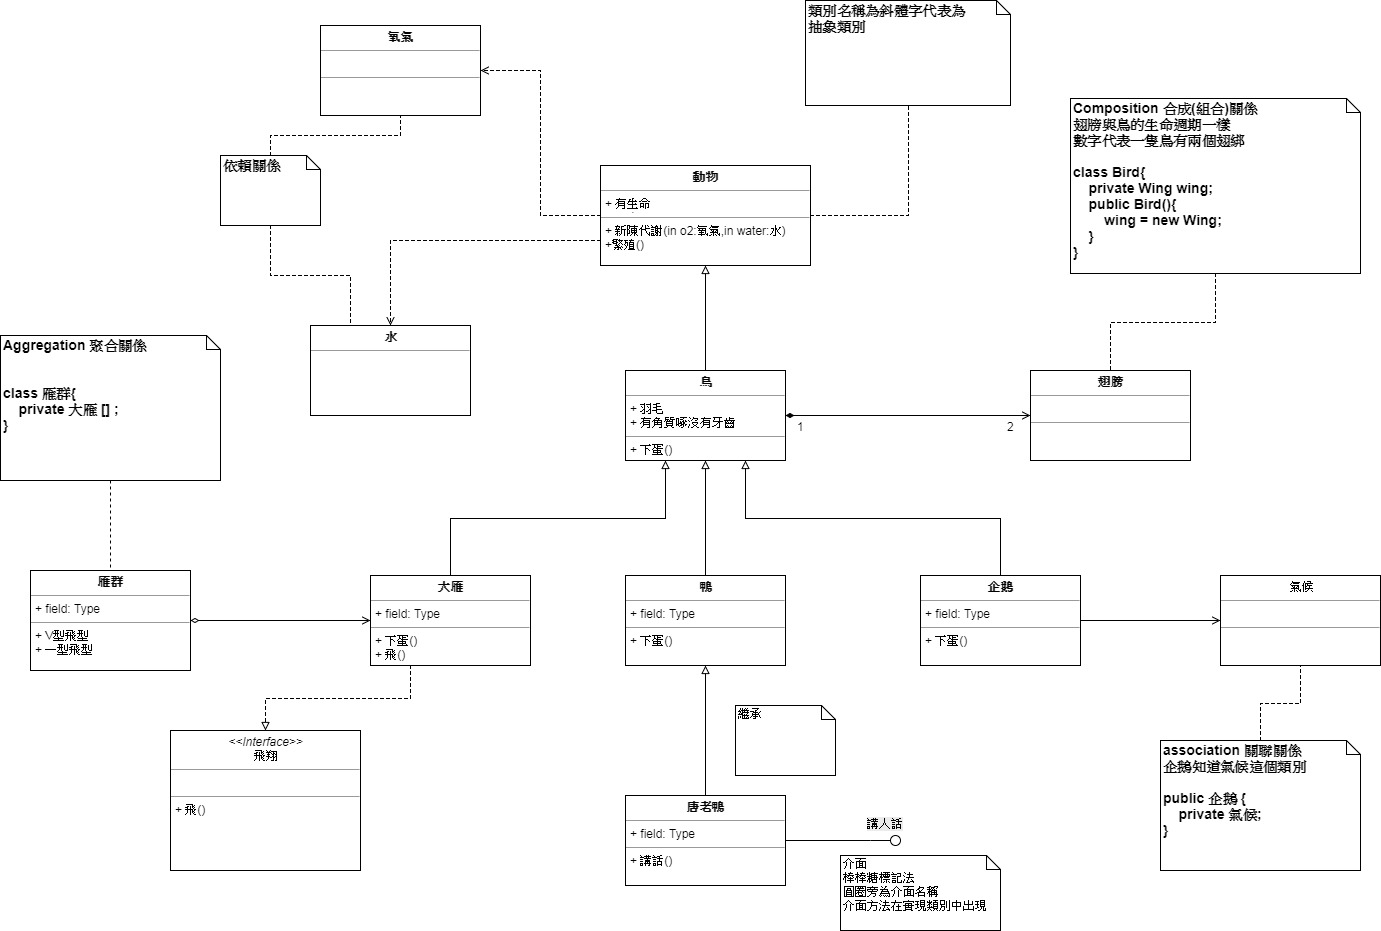 類別名稱為斜體字代表為
抽象類別
氧氣
Composition 合成(組合)關係
翅膀與鳥的生命週期一樣
數字代表一隻鳥有兩個翅綁
class Bird{
private Wing wing;
public Bird(){
wing = new Wing;
}
}
依賴關係
動物
+ 有生命
+ 新陳代謝(in o2:氧氣,in water:水)
+繁殖()
水
Aggregation 聚合關係
class 雁群{
private 大雁 [] ;
}
鳥
+ 羽毛
+ 有角質喙沒有牙齒
+ 下蛋()
1
2
翅膀
雁群
+ field: Type
+ V型飛型
+ 一型飛型
大雁
+ field: Type
+ 下蛋()
+ 飛()
鴨
+ field: Type
+ 下蛋()
企鵝
+ field: Type
+ 下蛋()
氣候
<<Interface>>
飛翔
+ 飛()
繼承
association 關聯關係
企鵝知道氣候這個類別
public 企鵝 {
private 氣候;
}
唐老鴨
+ field: Type
+ 講話()
講人話
介面
棒棒糖標記法
圓圈旁為介面名稱
介面方法在實現類別中出現